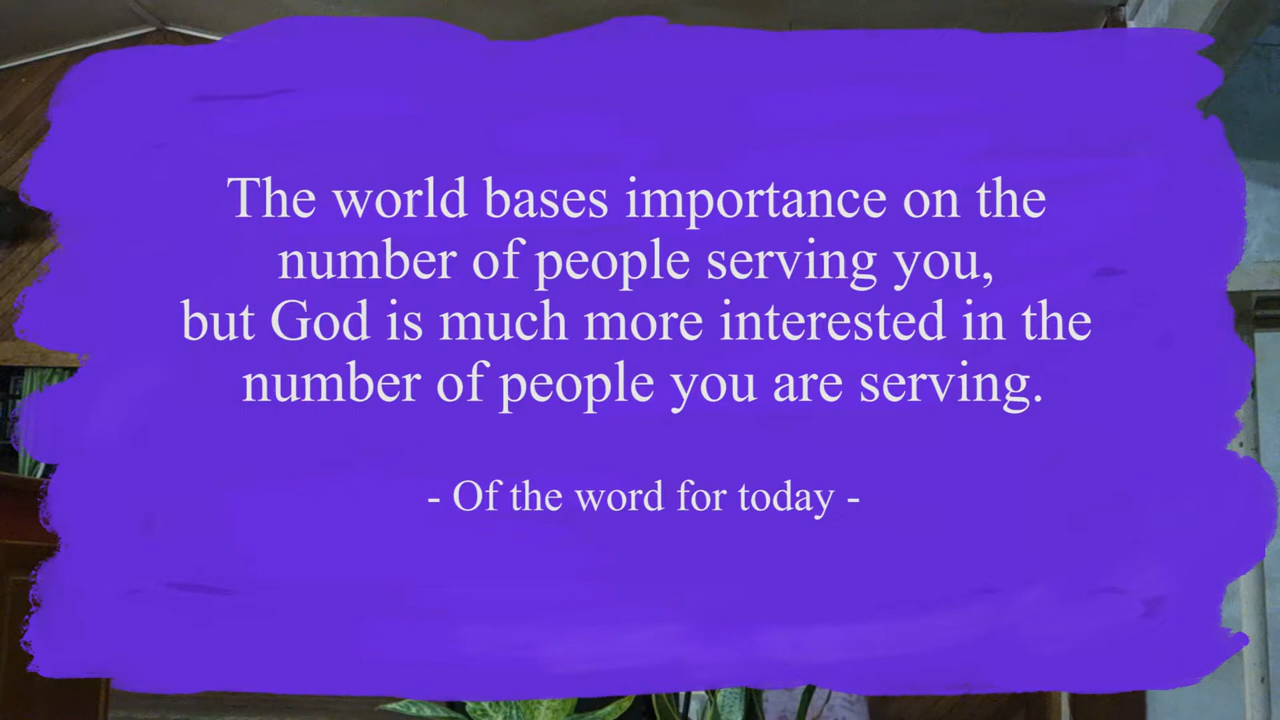 The world bases importance on the
number of people serving you,
but God is much more interested in the
number of people you are serving.
- Of the word for today -